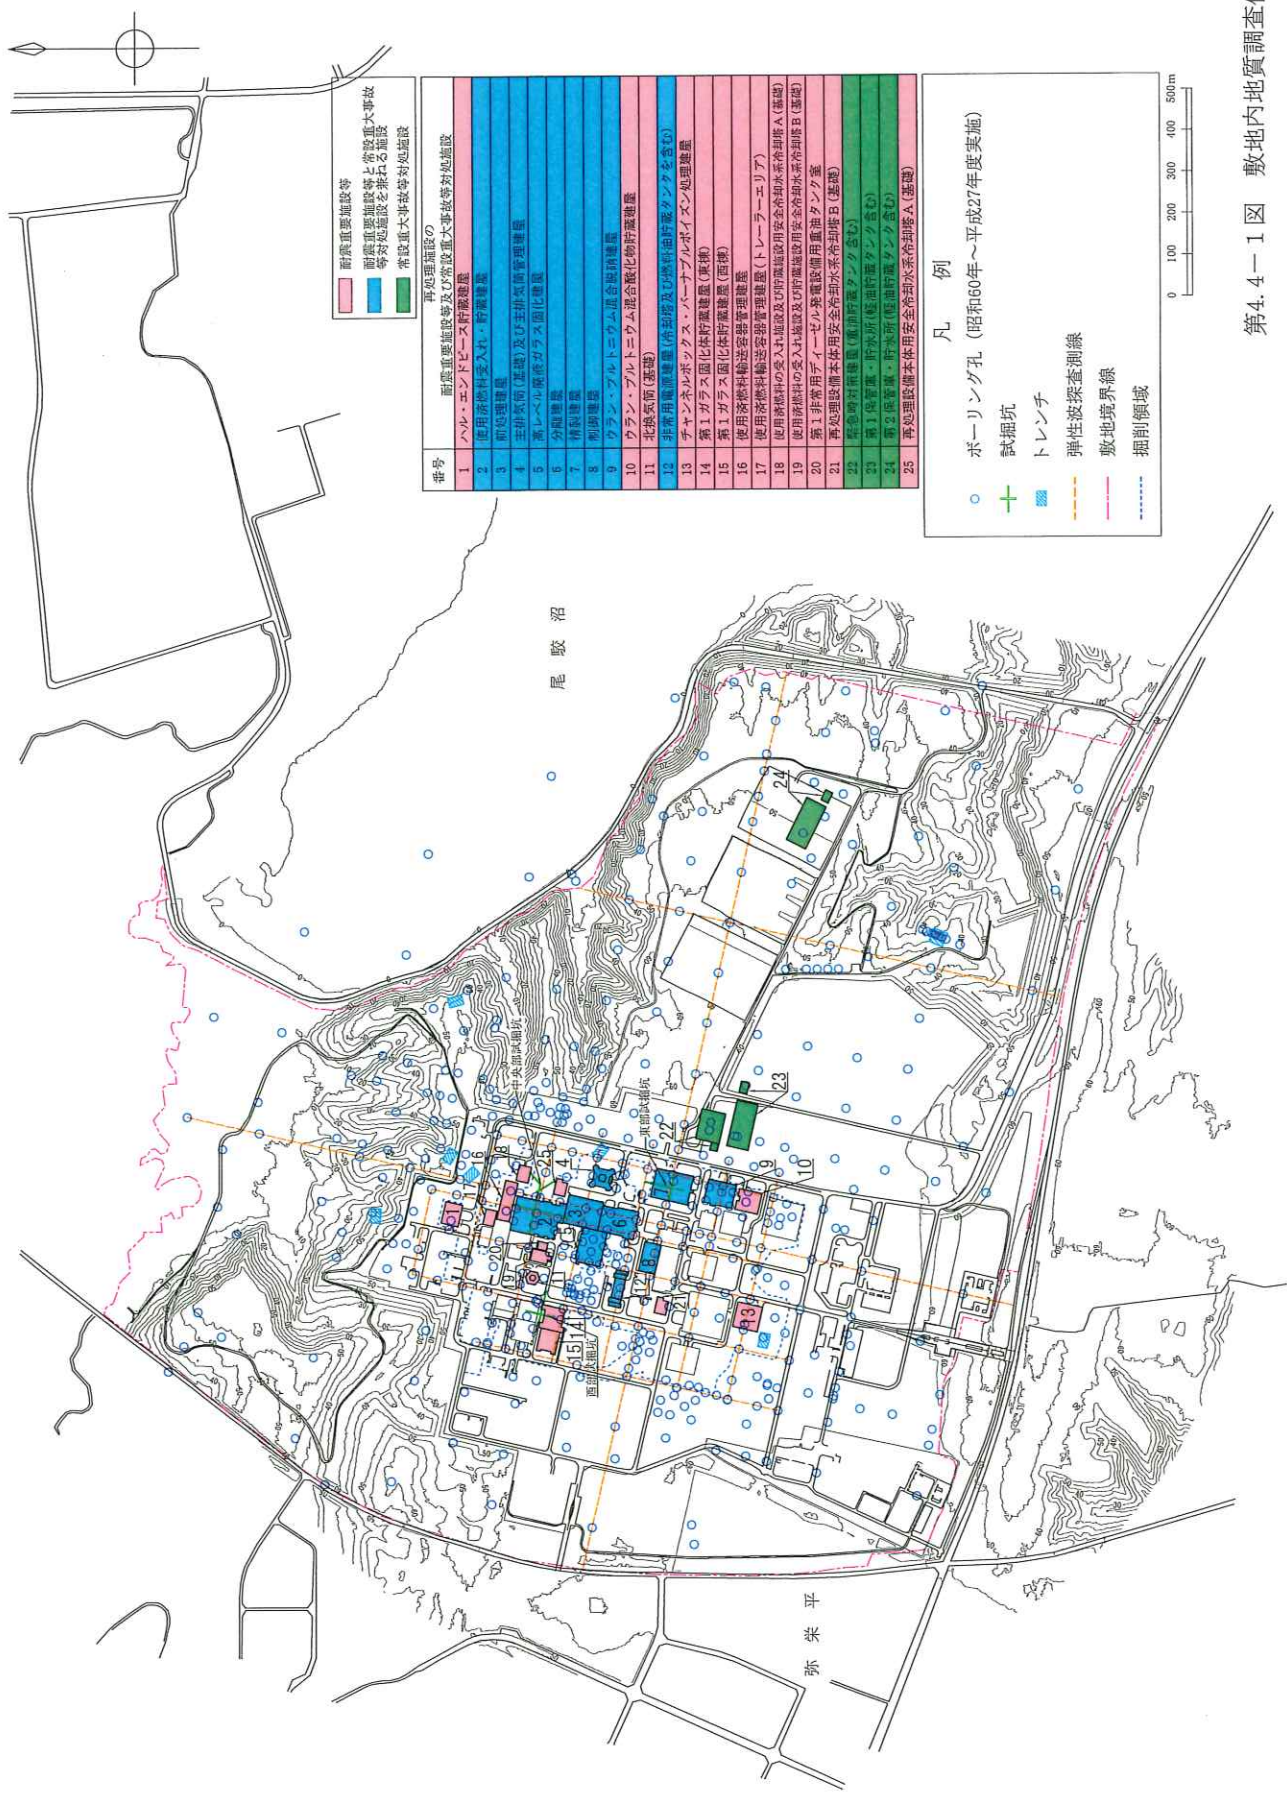 耐震重要施設等
耐震重要施設等と常設重大事故
等対処施設を兼ねる施設
常設重大事故等対処施設
番号
再処理施設の
耐震重要施設等及び常設重大事故等対処施設
1 ハル・エンドピース貯蔵建屋
2 使用済燃料受入れ・貯蔵建屋
3 前処理建屋
4 主排気筒(基礎)及び主排気筒管理建屋
5 高レベル廃液ガラス固化建屋
6 分離建屋
7 精製建屋
8 制御建屋
9 ウラン・プルトニウム混合脱硝建屋
10 ウラン・プルトニウム混合酸化物貯蔵建屋
11 北換気筒(基礎)
12 非常用電源建屋(冷却塔及び燃料油貯蔵タンクを含む)
13 チャンネルボックス・バーナブルポイズン処理建屋
14 第1ガラス固化体貯蔵建屋(東棟)
15 第1ガラス固化体貯蔵建屋(西棟)
16 使用済燃料輸送容器管理建屋
17 使用済燃料輸送容器管理建屋(トレーラーエリア)
18 使用済燃料の受入れ施設及び貯蔵施設用安全冷却水系冷却塔A(基礎)
19 使用済燃料の受入れ施設及び貯蔵施設用安全冷却水系冷却塔B(基礎)
20 第1非常用ディーゼル発電設備用重油タンク室
21 再処理設備本体用安全冷却水系冷却塔B(基礎)
22 緊急時対策建屋(重油貯蔵タンク含む)
23 第1保管庫・貯水所(軽油貯蔵タンク含む)
24 第2保管庫・貯水所(軽油貯蔵タンク含む)
25 再処理設備本体用安全冷却水系冷却塔A(基礎)
凡 例
ボーリング孔 (昭和60年~平成27年度実施)
試掘坑
トレンチ
弾性波探査測線
敷地境界線
掘削領域
0 100 200 300 400 500m
第4.4-1図 敷地内地質調査
尾駮沼
弥栄平
中央部試掘坑
東部試掘坑
西部試掘坑
1
16
17
18
25
4
2
3
5
6
7
8
9
10
11
12
13
14
15
19
20
21
22
23
24